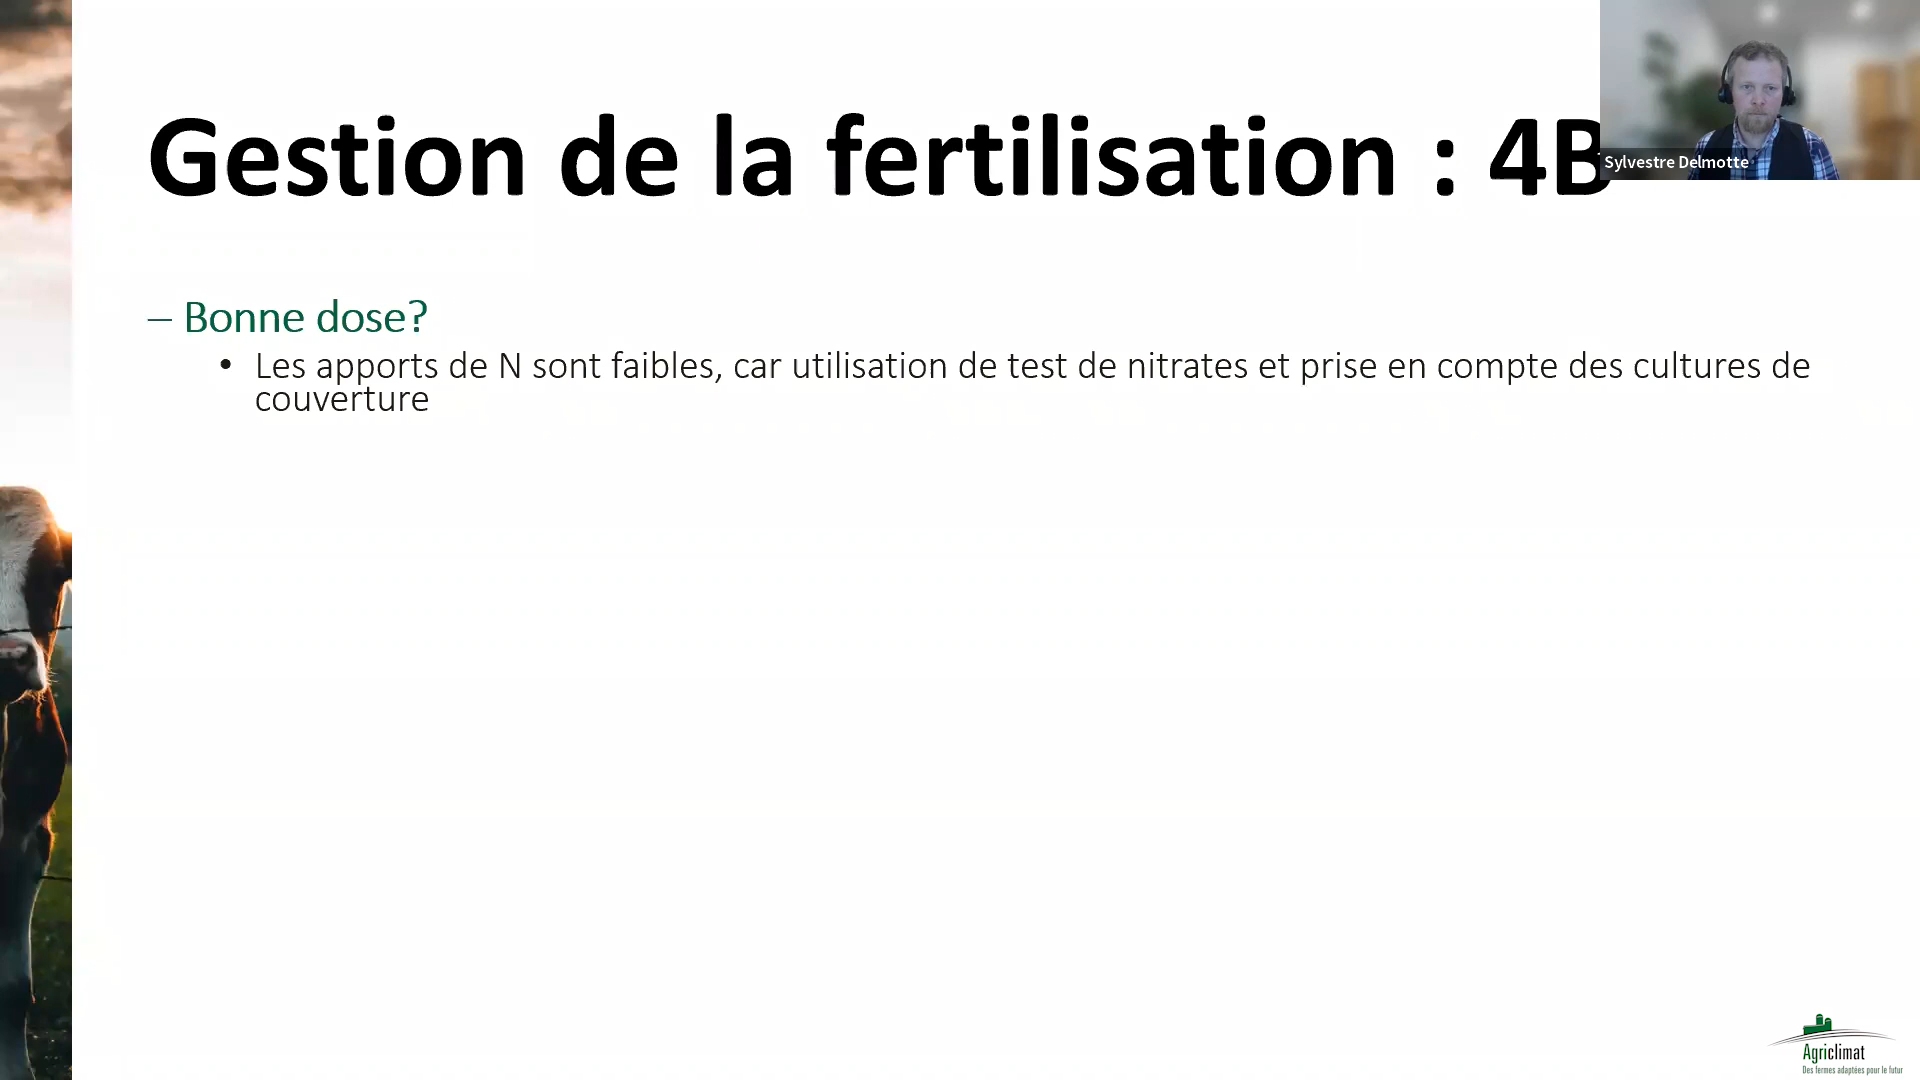 Gestion de la fertilisation : 4B
Sylvestre Delmotte
– Bonne dose?
• Les apports de N sont faibles, car utilisation de test de nitrates et prise en compte des cultures de
couverture
Agriclimat
Des fermes adaptées pour le futur